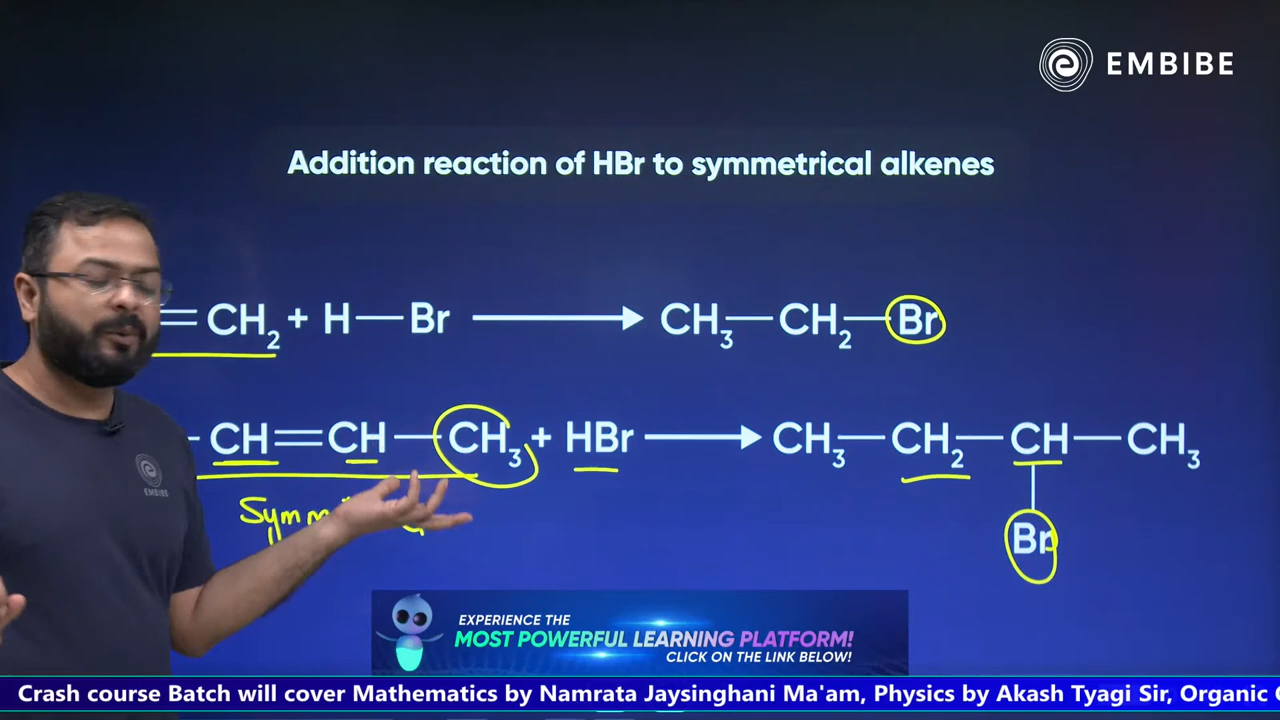 EMBIBE
Addition reaction of HBr to symmetrical alkenes
=CH₂ + H—Br ⟶ CH₃—CH₂—Br
—CH=CH—CH₃ + HBr ⟶ CH₃—CH₂—CH—CH₃
Br
EMBIBE
EXPERIENCE THE
MOST POWERFUL LEARNING PLATFORM!
CLICK ON THE LINK BELOW!
Crash course Batch will cover Mathematics by Namrata Jaysinghani Ma'am, Physics by Akash Tyagi Sir, Organic